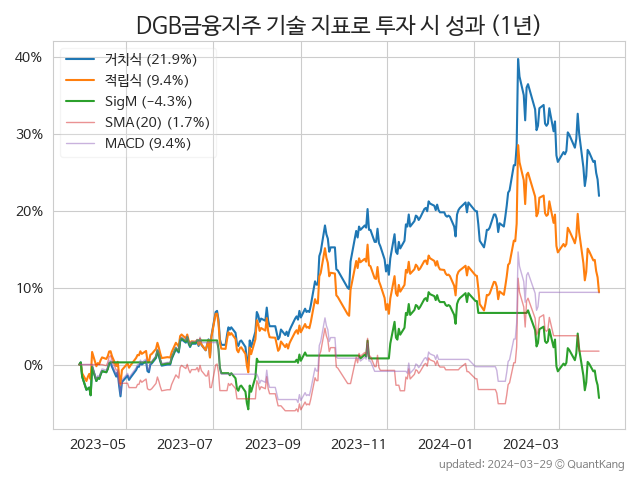 DGB금융지주 기술 지표로 투자 시 성과 (1년)
거치식 (21.9%)
적립식 (9.4%)
SigM (−4.3%)
SMA(20) (1.7%)
MACD (9.4%)
40%
30%
20%
10%
0%
2023-05 2023-07 2023-09 2023-11 2024-01 2024-03
updated: 2024-03-29 © QuantKang